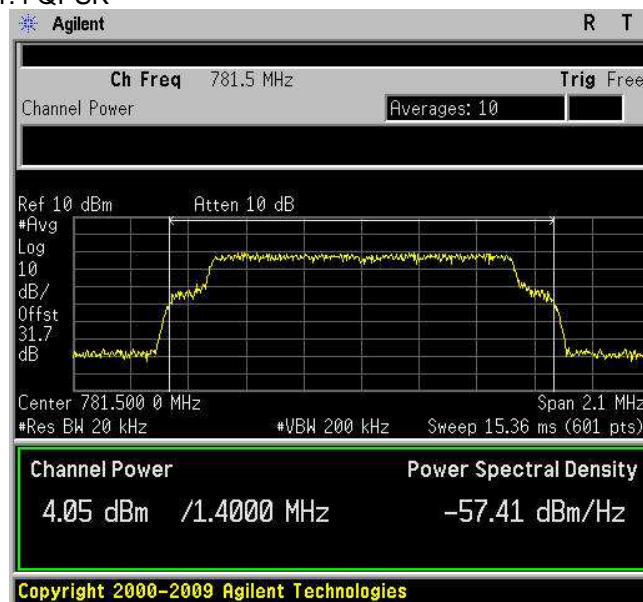 Agilent R T
Ch Freq 781.5 MHz Trig Free
Channel Power Averages: 10
Ref 10 dBm Atten 10 dB
#Avg
Log
10
dB/
Offst
31.7
dB
Center 781.500 0 MHz Span 2.1 MHz
#Res BW 20 kHz #VBW 200 kHz Sweep 15.36 ms (601 pts)
Channel Power Power Spectral Density
4.05 dBm /1.4000 MHz -57.41 dBm/Hz
Copyright 2000-2009 Agilent Technologies